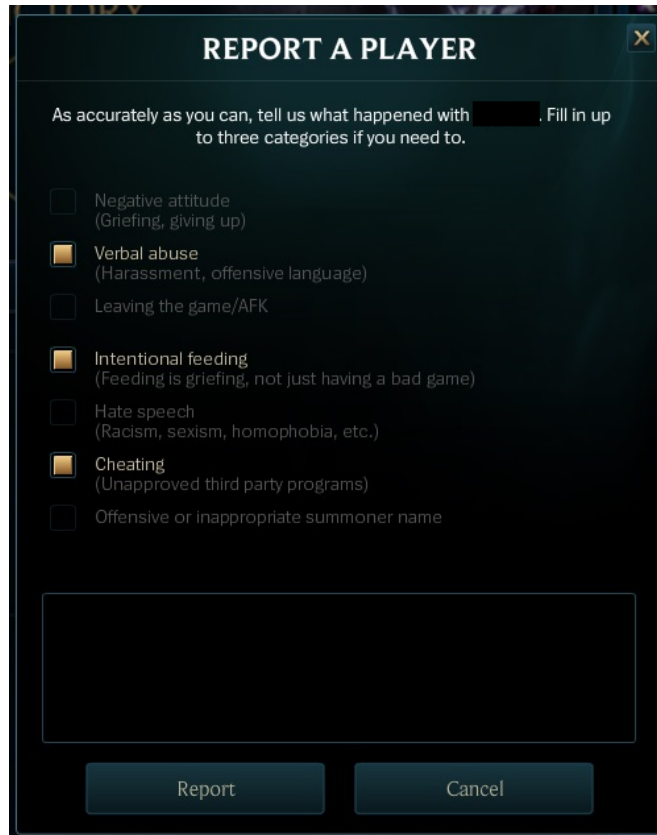 REPORT A PLAYER
As accurately as you can, tell us what happened with . Fill in up
to three categories if you need to.
Negative attitude
(Griefing, giving up)
Verbal abuse
(Harassment, offensive language)
Leaving the game/AFK
Intentional feeding
(Feeding is griefing, not just having a bad game)
Hate speech
(Racism, sexism, homophobia, etc.)
Cheating
(Unapproved third party programs)
Offensive or inappropriate summoner name
Report Cancel